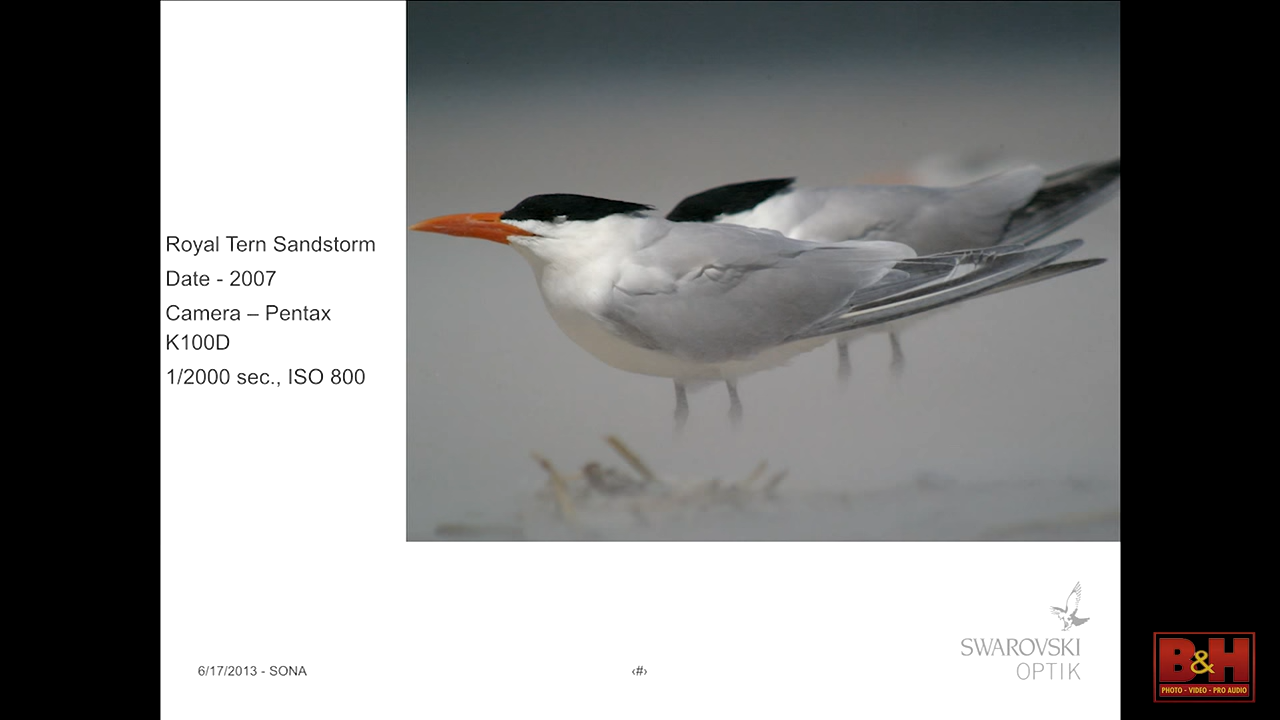 Royal Tern Sandstorm
Date - 2007
Camera – Pentax
K100D
1/2000 sec., ISO 800
SWAROVSKI
OPTIK
6/17/2013 - SONA
‹#›
B&H
PHOTO - VIDEO - PRO AUDIO